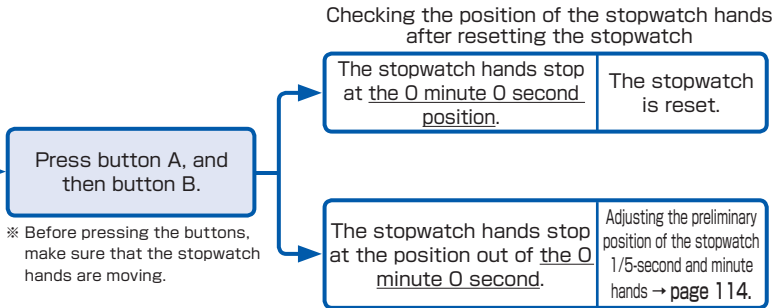 Checking the position of the stopwatch hands
after resetting the stopwatch
The stopwatch hands stop
at the 0 minute 0 second
position.
The stopwatch
is reset.
Press button A, and
then button B.
※ Before pressing the buttons,
make sure that the stopwatch
hands are moving.
The stopwatch hands stop
at the position out of the 0
minute 0 second.
Adjusting the preliminary
position of the stopwatch
1/5-second and minute
hands → page 114.